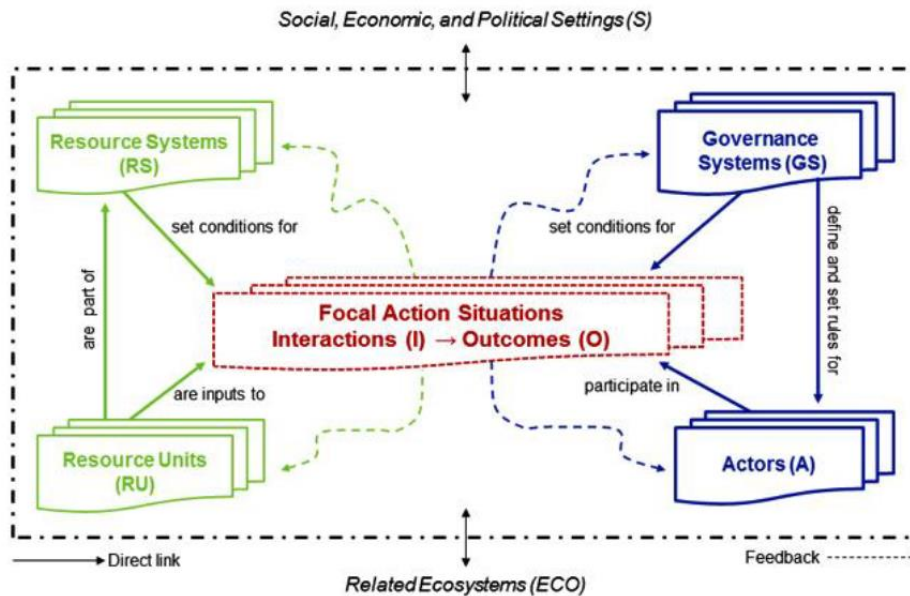 Social, Economic, and Political Settings (S)
Resource Systems
(RS)
Governance
Systems (GS)
set conditions for
set conditions for
are part of
define and set rules for
Focal Action Situations
Interactions (I) → Outcomes (O)
are inputs to
participate in
Resource Units
(RU)
Actors (A)
Direct link
Feedback
Related Ecosystems (ECO)